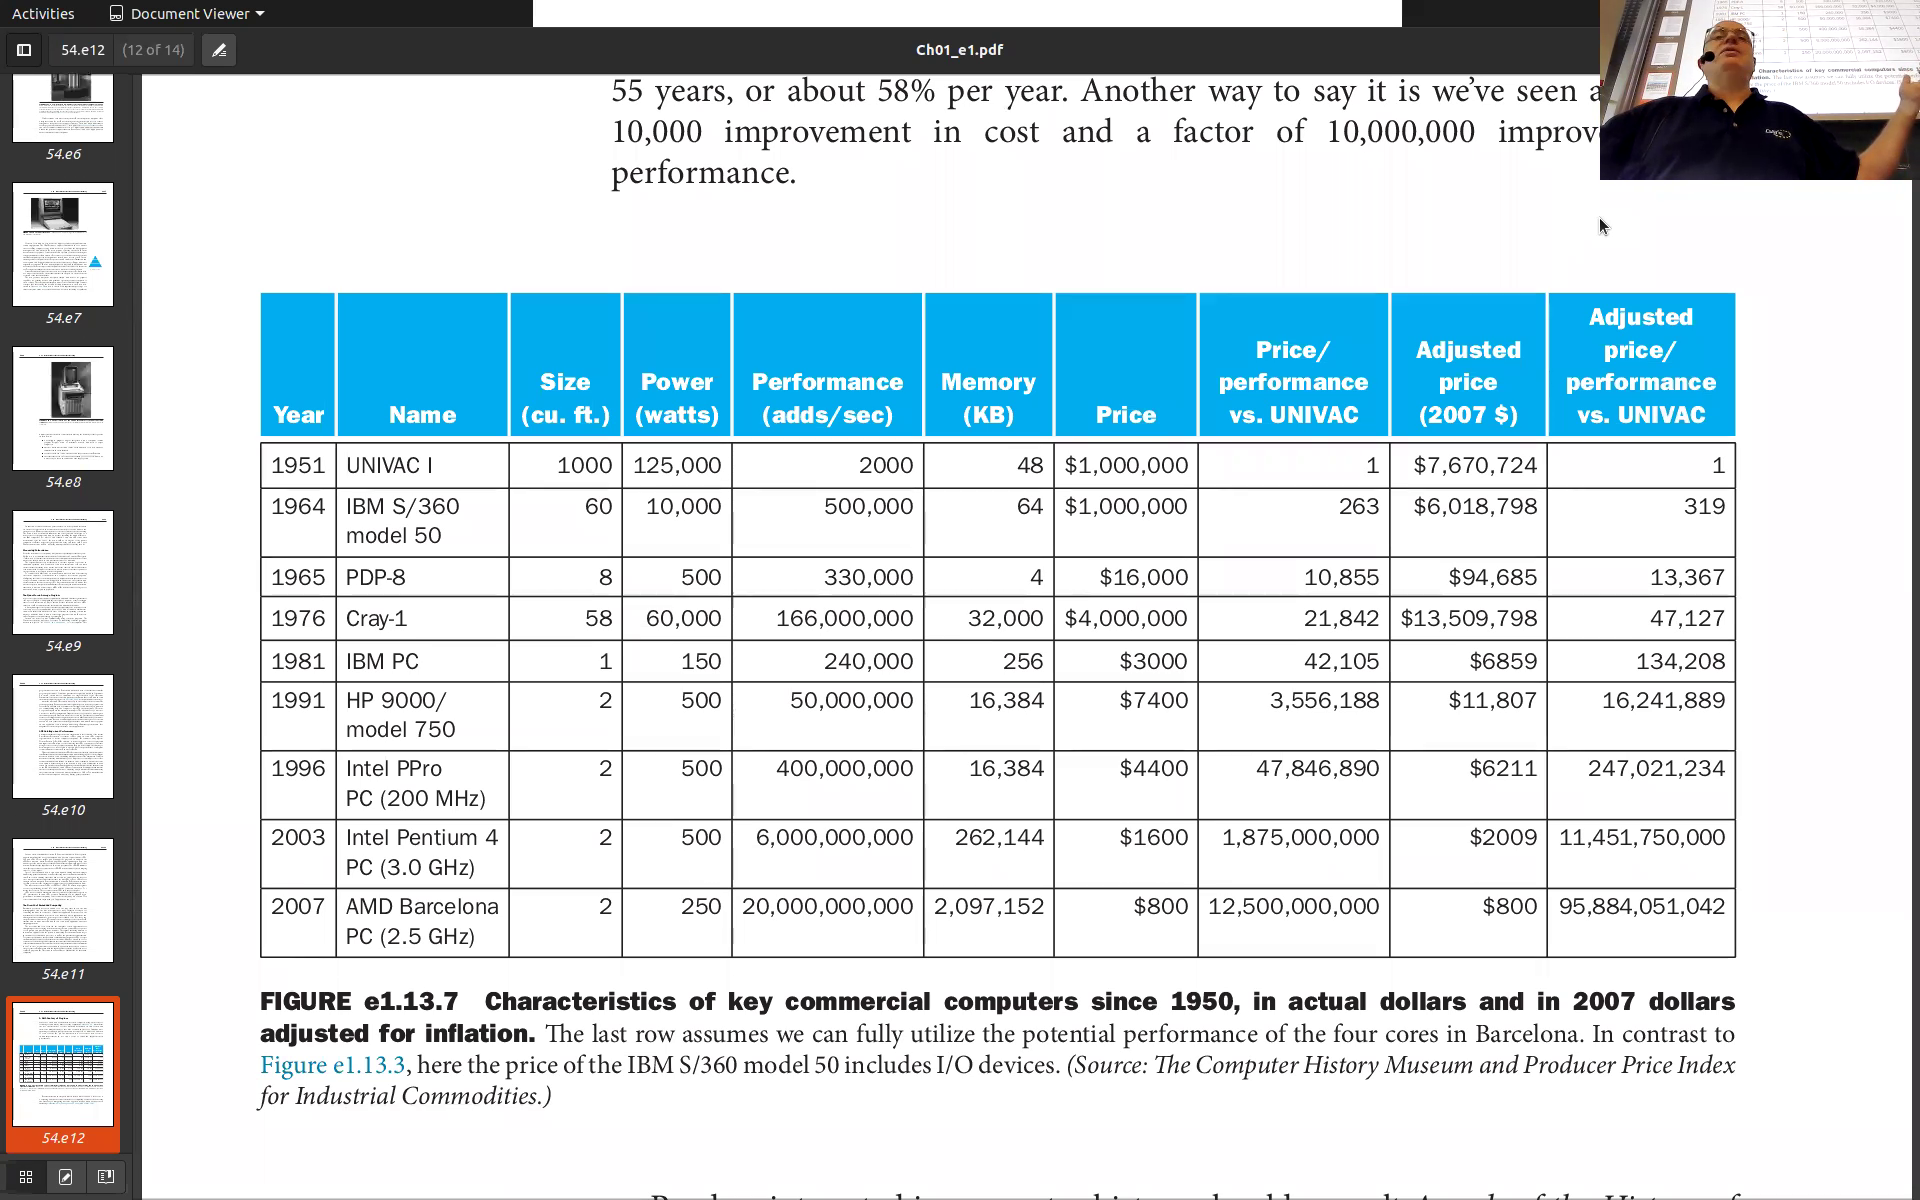 Activities
Document Viewer
54.e12 (12 of 14)
Ch01_e1.pdf
54.e6
54.e7
54.e8
54.e9
54.e10
54.e11
54.e12
55 years, or about 58% per year. Another way to say it is we’ve seen a
10,000 improvement in cost and a factor of 10,000,000 improv
performance.
Year Name Size (cu. ft.) Power (watts) Performance (adds/sec) Memory (KB) Price Price/ performance vs. UNIVAC Adjusted price (2007 $) Adjusted price/ performance vs. UNIVAC
1951 UNIVAC I 1000 125,000 2000 48 $1,000,000 1 $7,670,724 1
1964 IBM S/360 60 10,000 500,000 64 $1,000,000 263 $6,018,798 319
model 50
1965 PDP-8 8 500 330,000 4 $16,000 10,855 $94,685 13,367
1976 Cray-1 58 60,000 166,000,000 32,000 $4,000,000 21,842 $13,509,798 47,127
1981 IBM PC 1 150 240,000 256 $3000 42,105 $6859 134,208
1991 HP 9000/ 2 500 50,000,000 16,384 $7400 3,556,188 $11,807 16,241,889
model 750
1996 Intel PPro 2 500 400,000,000 16,384 $4400 47,846,890 $6211 247,021,234
PC (200 MHz)
2003 Intel Pentium 4 2 500 6,000,000,000 262,144 $1600 1,875,000,000 $2009 11,451,750,000
PC (3.0 GHz)
2007 AMD Barcelona 2 250 20,000,000,000 2,097,152 $800 12,500,000,000 $800 95,884,051,042
PC (2.5 GHz)
FIGURE e1.13.7 Characteristics of key commercial computers since 1950, in actual dollars and in 2007 dollars
adjusted for inflation. The last row assumes we can fully utilize the potential performance of the four cores in Barcelona. In contrast to
Figure e1.13.3, here the price of the IBM S/360 model 50 includes I/O devices. (Source: The Computer History Museum and Producer Price Index
for Industrial Commodities.)